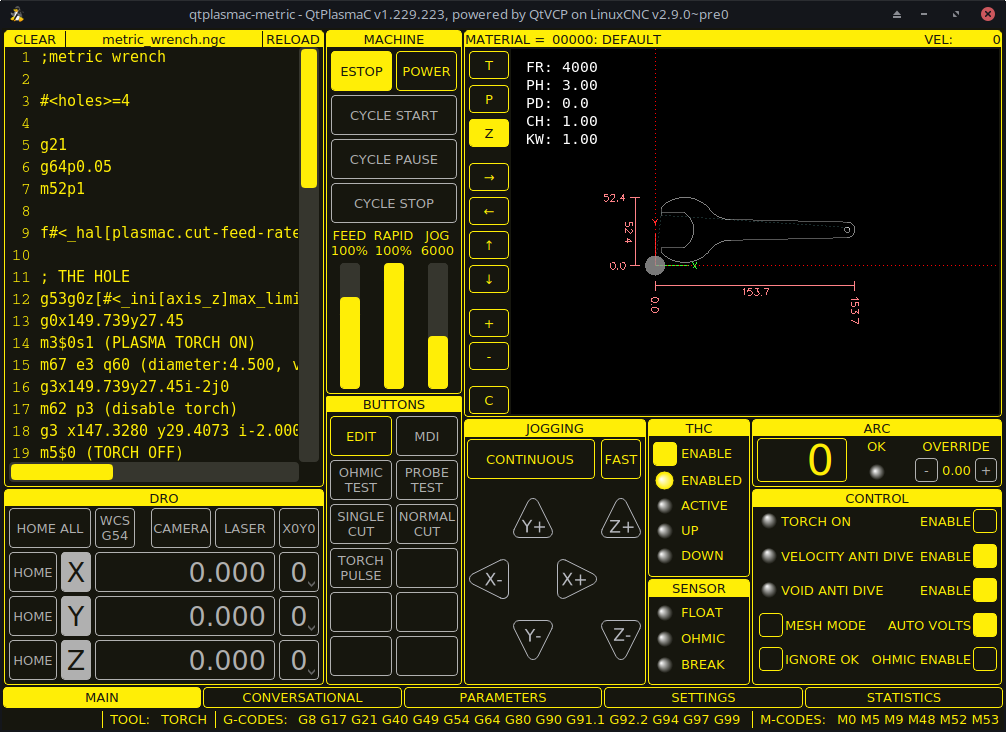 qtplasmac-metric - QtPlasmaC v1.229.223, powered by QtVCP on LinuxCNC v2.9.0~pre0
CLEAR metric_wrench.ngc RELOAD
1 ;metric wrench
2
3 #<holes>=4
4
5 g21
6 g64p0.05
7 m52p1
8
9 f#<_hal[plasmac.cut-feed-rate
10
11 ; THE HOLE
12 g53g0z[#<_ini[axis_z]max_limi
13 g0x149.739y27.45
14 m3$0s1 (PLASMA TORCH ON)
15 m67 e3 q60 (diameter:4.500, v
16 g3x149.739y27.45i-2j0
17 m62 p3 (disable torch)
18 g3 x147.3280 y29.4073 i-2.000
19 m5$0 (TORCH OFF)
MACHINE
ESTOP POWER
CYCLE START
CYCLE PAUSE
CYCLE STOP
FEED RAPID JOG
100% 100% 6000
MATERIAL = 00000: DEFAULT VEL: 0
T
P
Z
→
←
↑
↓
+
-
C
FR: 4000
PH: 3.00
PD: 0.0
CH: 1.00
KW: 1.00
52.4
52.4
0.0
Y
X
0.0
153.7
153.7
DRO
HOME ALL WCS G54 CAMERA LASER X0Y0
HOME X 0.000 0
HOME Y 0.000 0
HOME Z 0.000 0
BUTTONS
EDIT MDI
OHMIC TEST PROBE TEST
SINGLE CUT NORMAL CUT
TORCH PULSE
JOGGING
CONTINUOUS FAST
Y+ Z+
X- X+
Y- Z-
THC
ENABLE
ENABLED
ACTIVE
UP
DOWN
SENSOR
FLOAT
OHMIC
BREAK
ARC
0 OK OVERRIDE
- 0.00 +
CONTROL
TORCH ON ENABLE
VELOCITY ANTI DIVE ENABLE
VOID ANTI DIVE ENABLE
MESH MODE AUTO VOLTS
IGNORE OK OHMIC ENABLE
MAIN CONVERSATIONAL PARAMETERS SETTINGS STATISTICS
TOOL: TORCH G-CODES: G8 G17 G21 G40 G49 G54 G64 G80 G90 G91.1 G92.2 G94 G97 G99 M-CODES: M0 M5 M9 M48 M52 M53